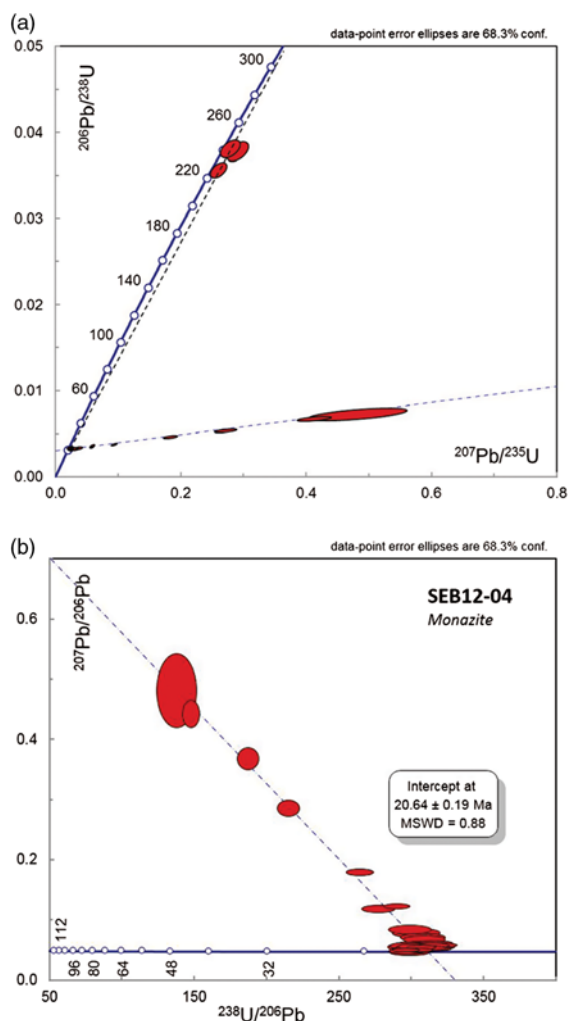 (a)
data-point error ellipses are 68.3% conf.
0.05
0.04
0.03
0.02
0.01
0.00
206Pb/238U
300
260
220
180
140
100
60
207Pb/235U
0.0
0.2
0.4
0.6
0.8
(b)
data-point error ellipses are 68.3% conf.
0.6
0.4
0.2
0.0
207Pb/206Pb
SEB12-04
Monazite
Intercept at
20.64 ± 0.19 Ma
MSWD = 0.88
112
96
80
64
48
32
50
150
250
350
238U/206Pb